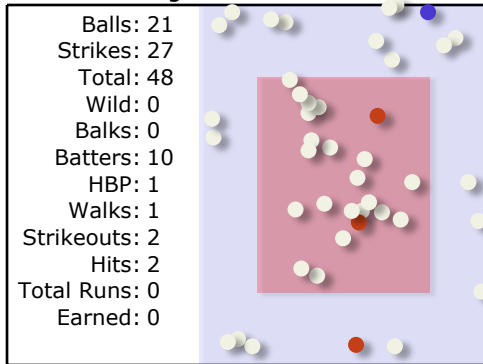 Balls: 21
Strikes: 27
Total: 48
Wild: 0
Balks: 0
Batters: 10
HBP: 1
Walks: 1
Strikeouts: 2
Hits: 2
Total Runs: 0
Earned: 0